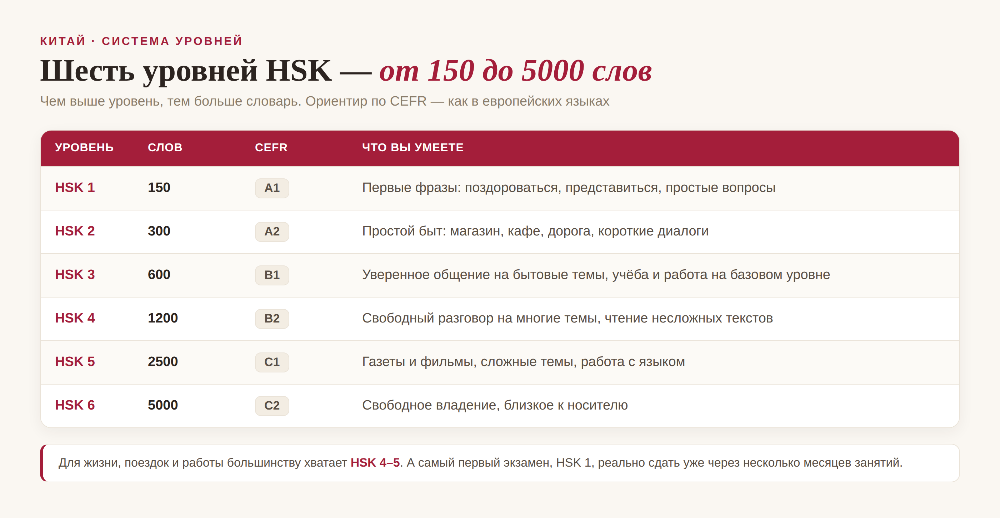 КИТАЙ · СИСТЕМА УРОВНЕЙ
Шесть уровней HSK — от 150 до 5000 слов
Чем выше уровень, тем больше словарь. Ориентир по CEFR — как в европейских языках
УРОВЕНЬ СЛОВ CEFR ЧТО ВЫ УМЕЕТЕ
HSK 1 150 A1 Первые фразы: поздороваться, представиться, простые вопросы
HSK 2 300 A2 Простой быт: магазин, кафе, дорога, короткие диалоги
HSK 3 600 B1 Уверенное общение на бытовые темы, учёба и работа на базовом уровне
HSK 4 1200 B2 Свободный разговор на многие темы, чтение несложных текстов
HSK 5 2500 C1 Газеты и фильмы, сложные темы, работа с языком
HSK 6 5000 C2 Свободное владение, близкое к носителю
Для жизни, поездок и работы большинству хватает HSK 4–5. А самый первый экзамен, HSK 1, реально сдать уже через несколько месяцев занятий.